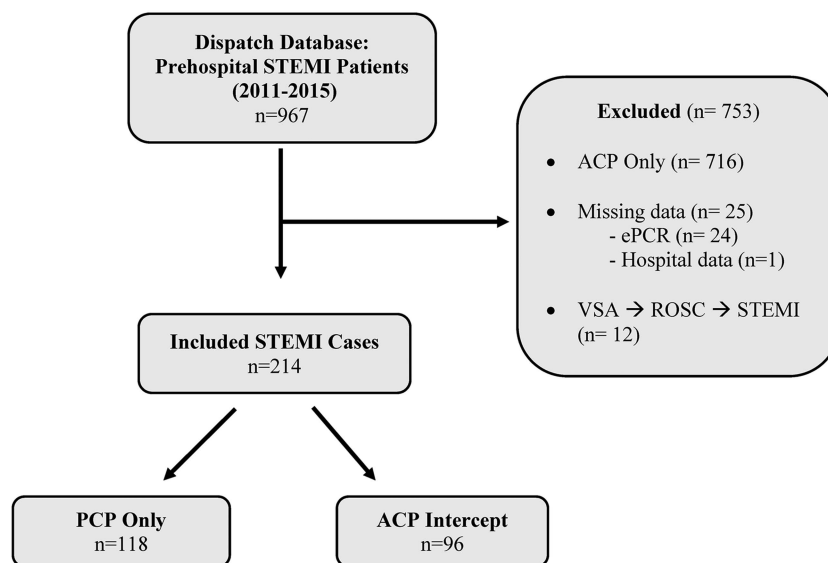 Dispatch Database:
Prehospital STEMI Patients
(2011-2015)
n=967
Excluded (n= 753)
• ACP Only (n= 716)
• Missing data (n= 25)
- ePCR (n= 24)
- Hospital data (n=1)
• VSA → ROSC → STEMI
(n= 12)
Included STEMI Cases
n=214
PCP Only
n=118
ACP Intercept
n=96